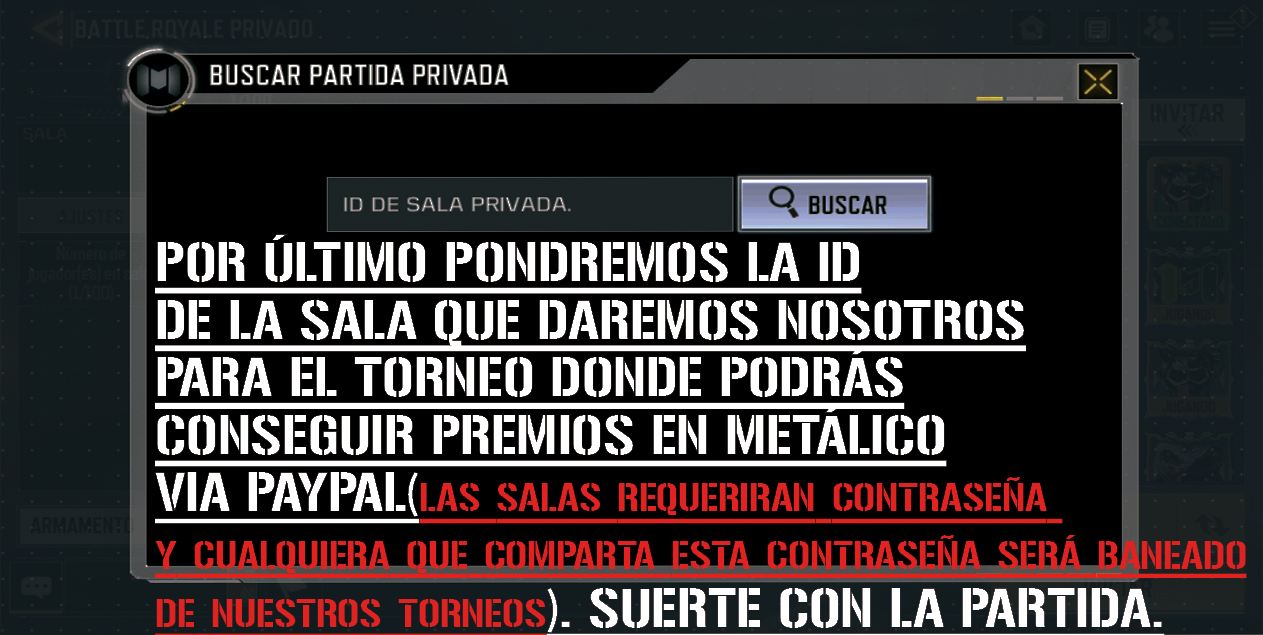 BATTLE ROYALE PRIVADO
BUSCAR PARTIDA PRIVADA
INVITAR
SALA
ID DE SALA PRIVADA.
BUSCAR
AJUSTES
POR ÚLTIMO PONDREMOS LA ID
DE LA SALA QUE DAREMOS NOSOTROS
PARA EL TORNEO DONDE PODRÁS
CONSEGUIR PREMIOS EN METÁLICO
VIA PAYPAL(LAS SALAS REQUERIRAN CONTRASEÑA
Y CUALQUIERA QUE COMPARTA ESTA CONTRASEÑA SERÁ BANEADO
DE NUESTROS TORNEOS). SUERTE CON LA PARTIDA.
ARMAMENTO